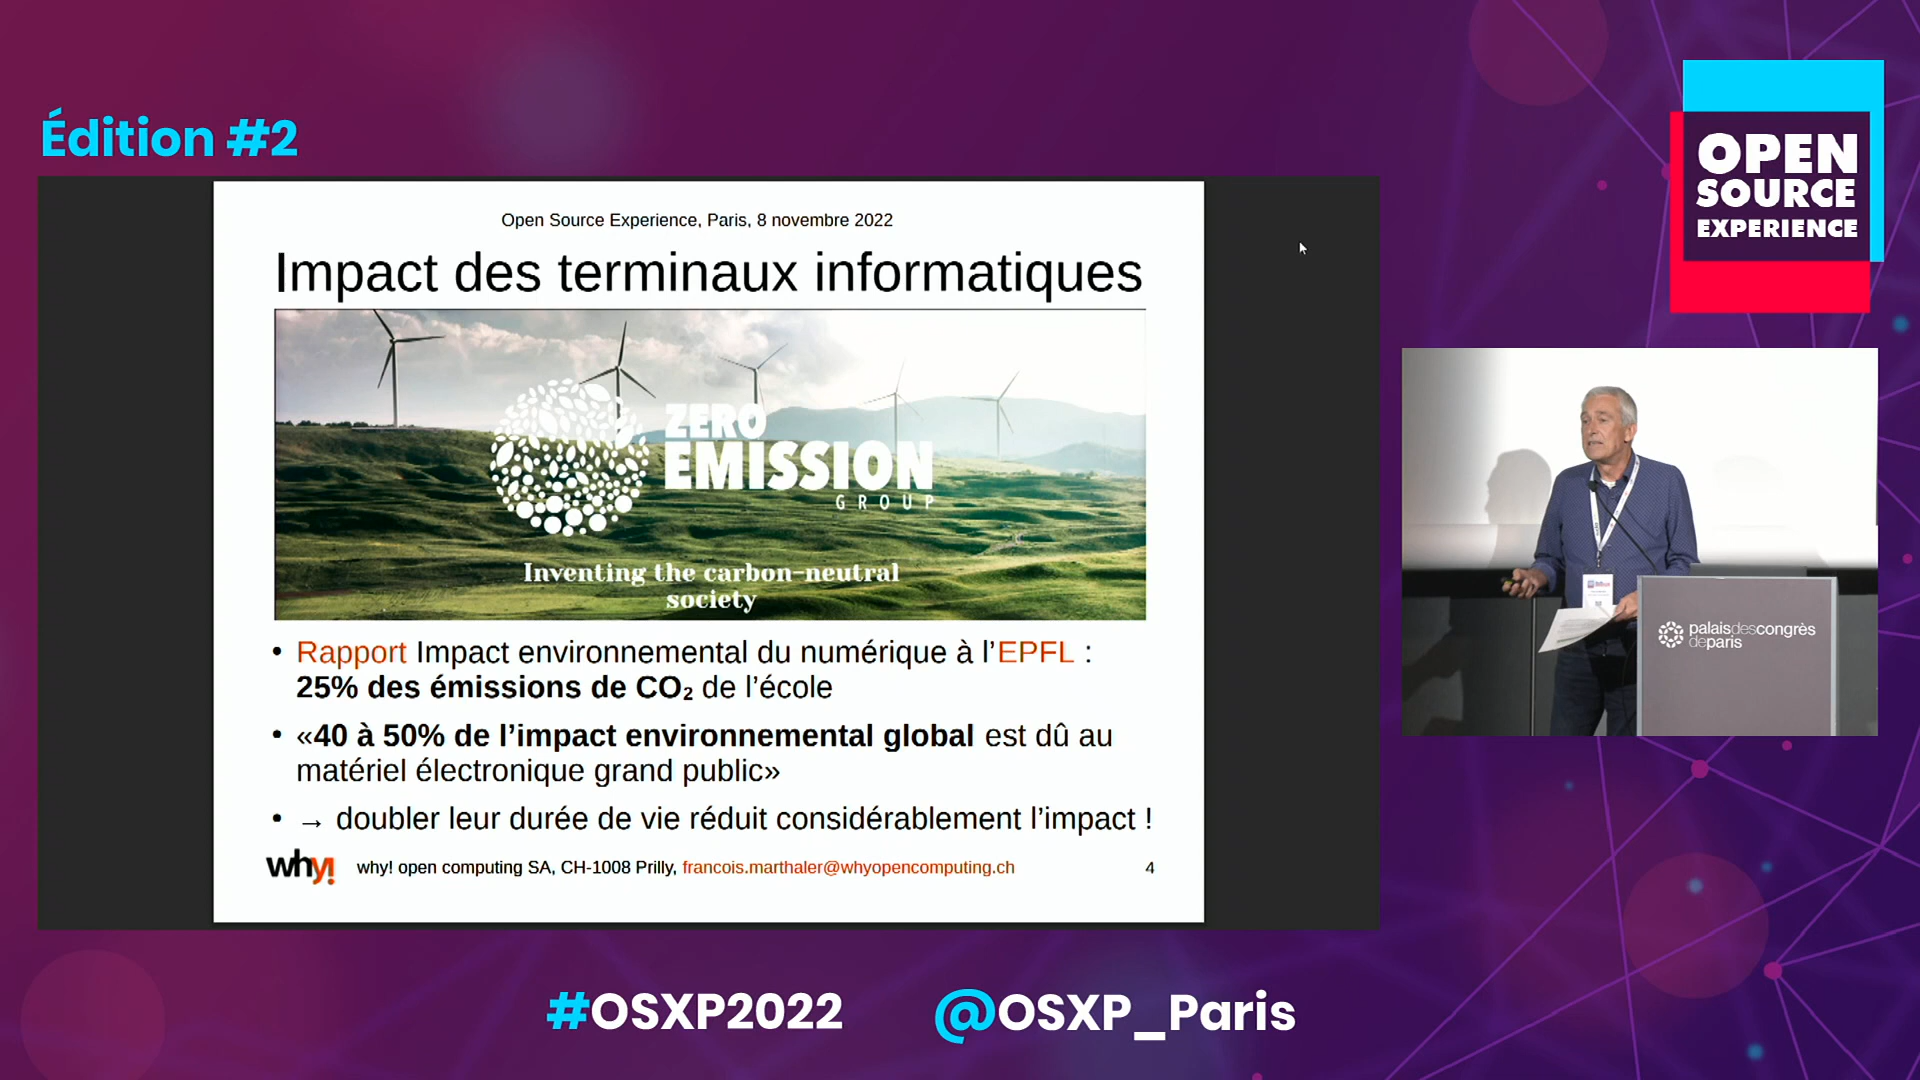 Édition #2
OPEN
SOURCE
EXPERIENCE
Open Source Experience, Paris, 8 novembre 2022
Impact des terminaux informatiques
ZERO
EMISSION
GROUP
Inventing the carbon-neutral
society
• Rapport Impact environnemental du numérique à l’EPFL :
25% des émissions de CO₂ de l’école
• «40 à 50% de l’impact environnemental global est dû au
matériel électronique grand public»
• → doubler leur durée de vie réduit considérablement l’impact !
why! why! open computing SA, CH-1008 Prilly, francois.marthaler@whyopencomputing.ch 4
palaisdescongrès
deparis
#OSXP2022 @OSXP_Paris